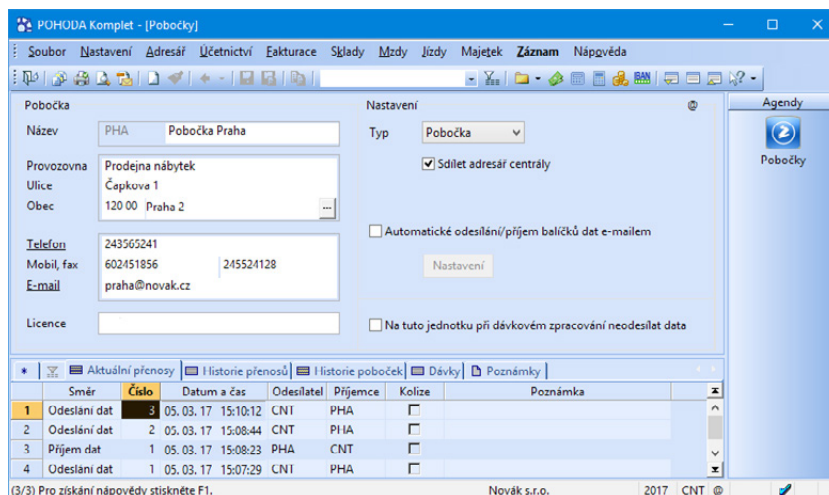 POHODA Komplet - [Pobočky]
Soubor Nastavení Adresář Účetnictví Fakturace Sklady Mzdy Jízdy Majetek Záznam Nápověda
IBAN
Pobočka Nastavení @ Agendy
Název PHA Pobočka Praha Typ Pobočka
Pobočky
Provozovna Prodejna nábytek Sdílet adresář centrály
Ulice Čapkova 1
Obec 120 00 Praha 2 ...
Automatické odesílání/příjem balíčků dat e-mailem
Telefon 243565241
Mobil, fax 602451856 245524128 Nastavení
E-mail praha@novak.cz
Licence Na tuto jednotku při dávkovém zpracování neodesílat data
* Aktuální přenosy Historie přenosů Historie poboček Dávky Poznámky
Směr Číslo Datum a čas Odesílatel Příjemce Kolize Poznámka
1 Odeslání dat 3 05. 03. 17 15:10:12 CNT PHA
2 Odeslání dat 2 05. 03. 17 15:08:44 CNT PHA
3 Příjem dat 1 05. 03. 17 15:08:23 PHA CNT
4 Odeslání dat 1 05. 03. 17 15:07:29 CNT PHA
(3/3) Pro získání nápovědy stiskněte F1. Novák s.r.o. 2017 CNT @